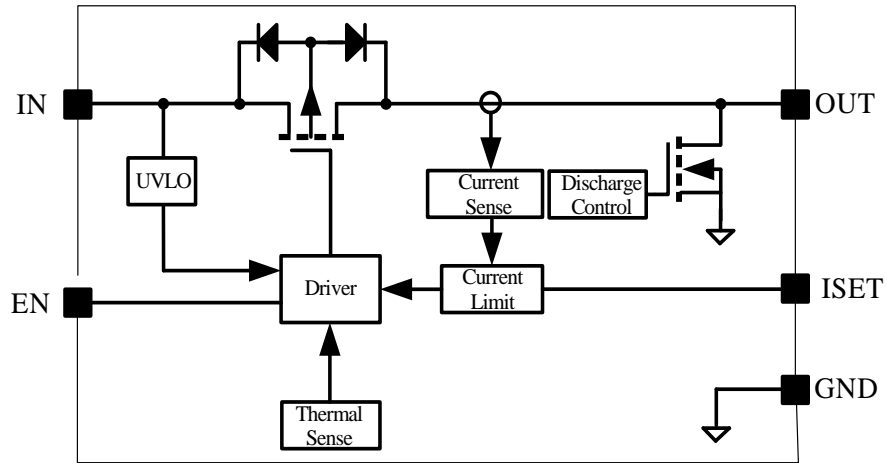 IN
OUT
UVLO
Current
Sense
Discharge
Control
EN
Driver
Current
Limit
ISET
Thermal
Sense
GND